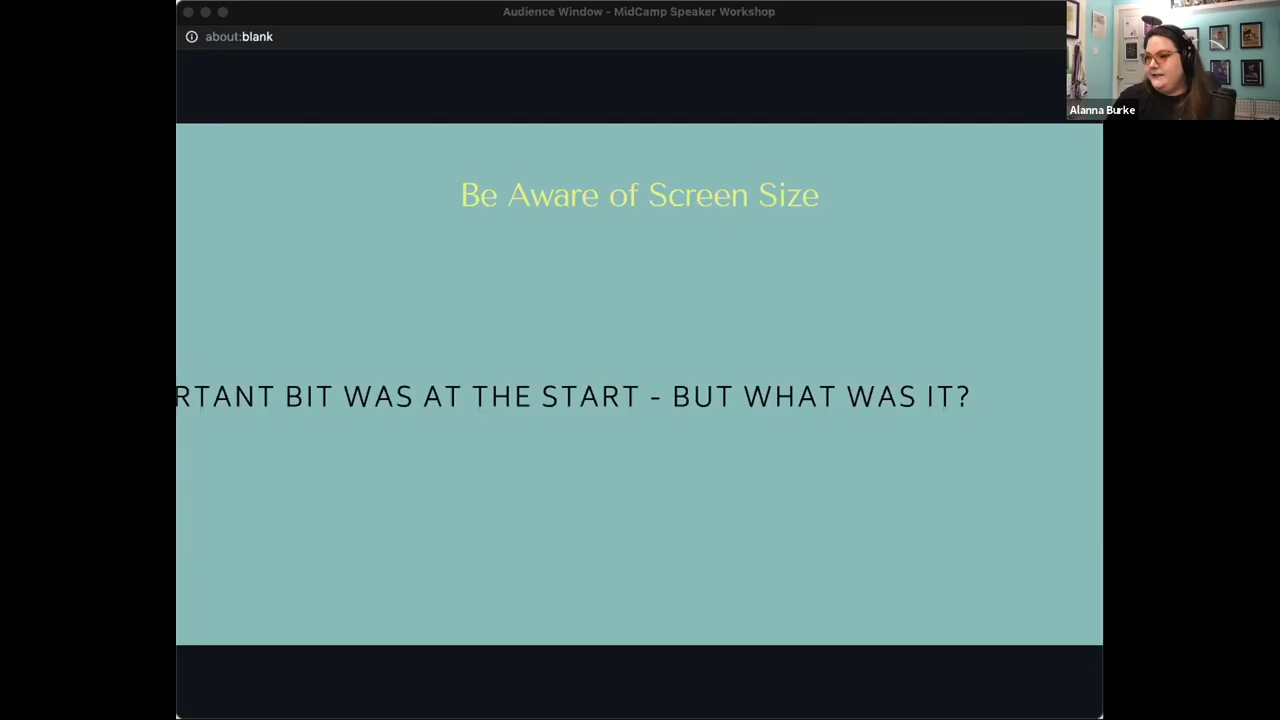 Audience Window - MidCamp Speaker Workshop
about:blank
Alanna Burke
Be Aware of Screen Size
RTANT BIT WAS AT THE START - BUT WHAT WAS IT?